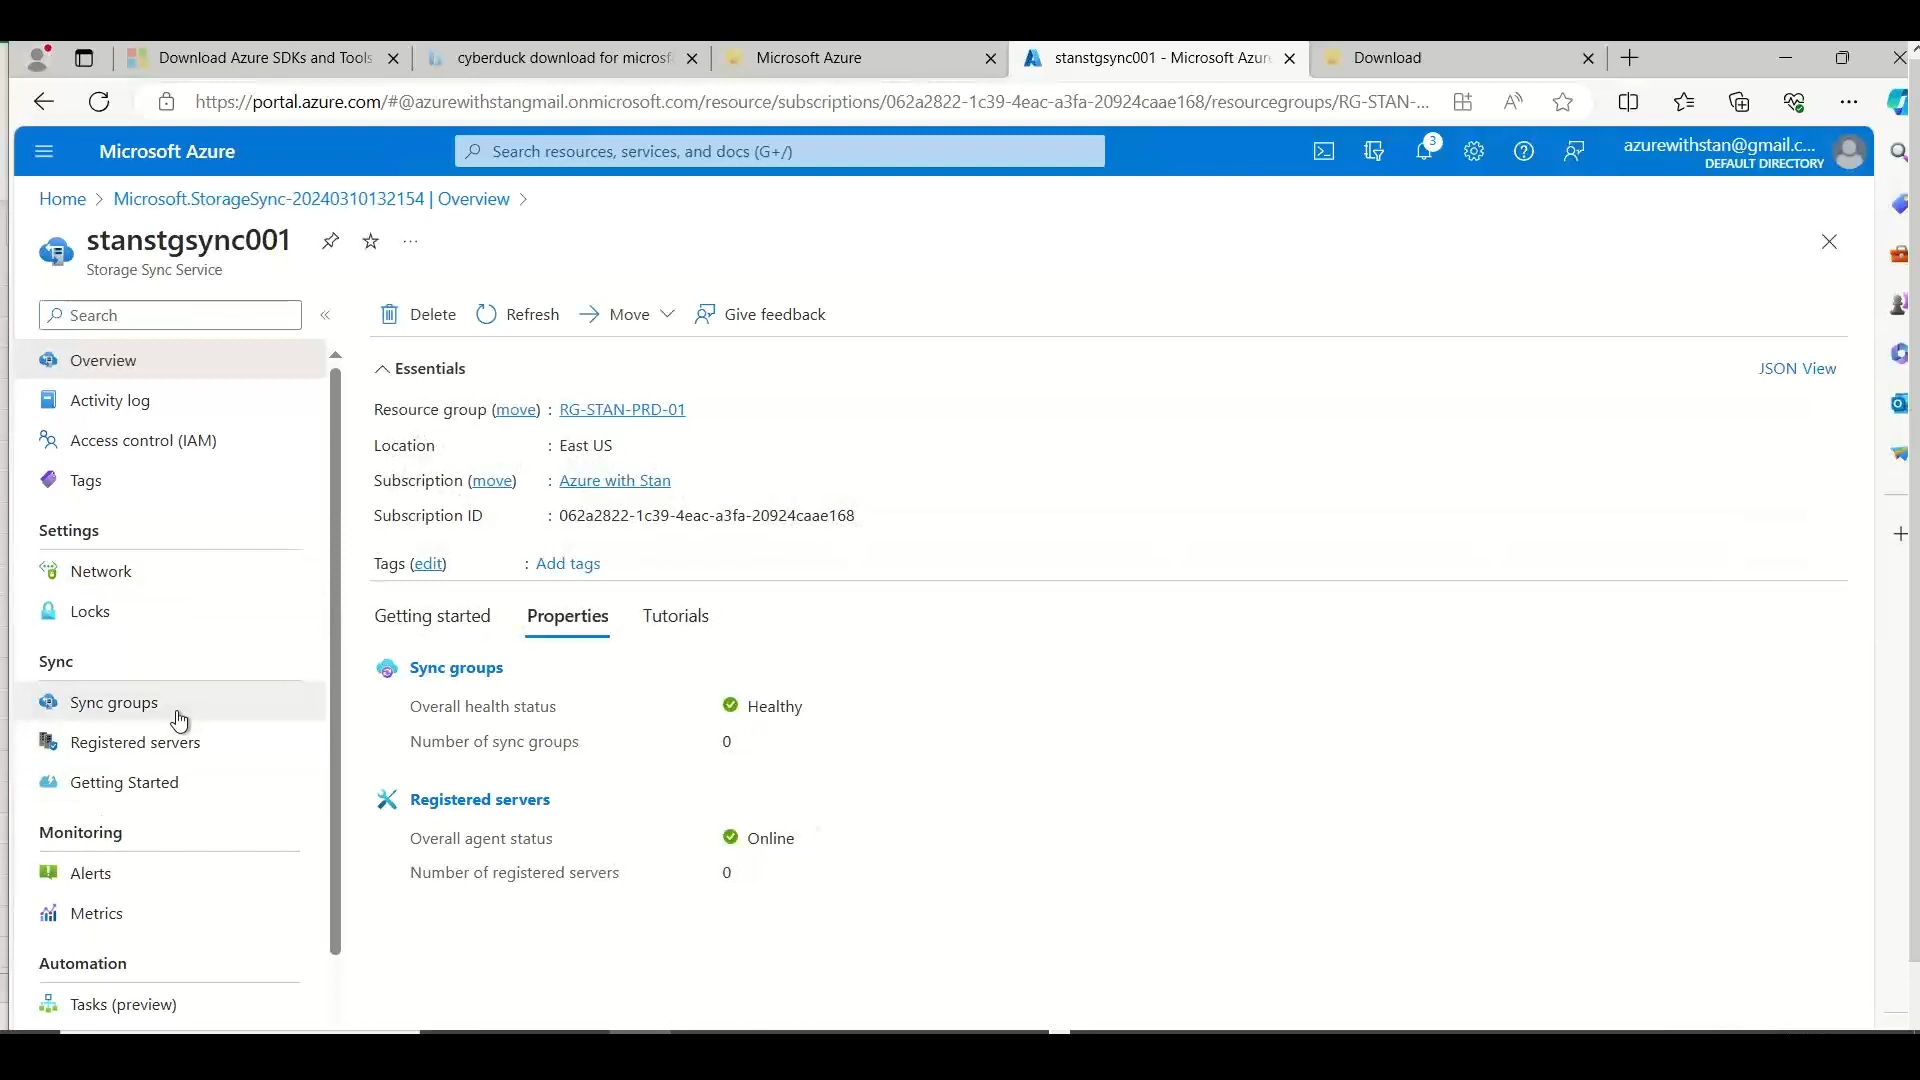 Download Azure SDKs and Tools
cyberduck download for microsf
Microsoft Azure
stanstgsync001 - Microsoft Azur
Download
https://portal.azure.com/#@azurewithstangmail.onmicrosoft.com/resource/subscriptions/062a2822-1c39-4eac-a3fa-20924caae168/resourcegroups/RG-STAN-...
Microsoft Azure
Search resources, services, and docs (G+/)
3
azurewithstan@gmail.c...
DEFAULT DIRECTORY
Home > Microsoft.StorageSync-20240310132154 | Overview >
stanstgsync001
...
Storage Sync Service
Search
«
Overview
Activity log
Access control (IAM)
Tags
Settings
Network
Locks
Sync
Sync groups
Registered servers
Getting Started
Monitoring
Alerts
Metrics
Automation
Tasks (preview)
Delete
Refresh
Move
Give feedback
Essentials
JSON View
Resource group (move) : RG-STAN-PRD-01
Location : East US
Subscription (move) : Azure with Stan
Subscription ID : 062a2822-1c39-4eac-a3fa-20924caae168
Tags (edit) : Add tags
Getting started
Properties
Tutorials
Sync groups
Overall health status Healthy
Number of sync groups 0
Registered servers
Overall agent status Online
Number of registered servers 0